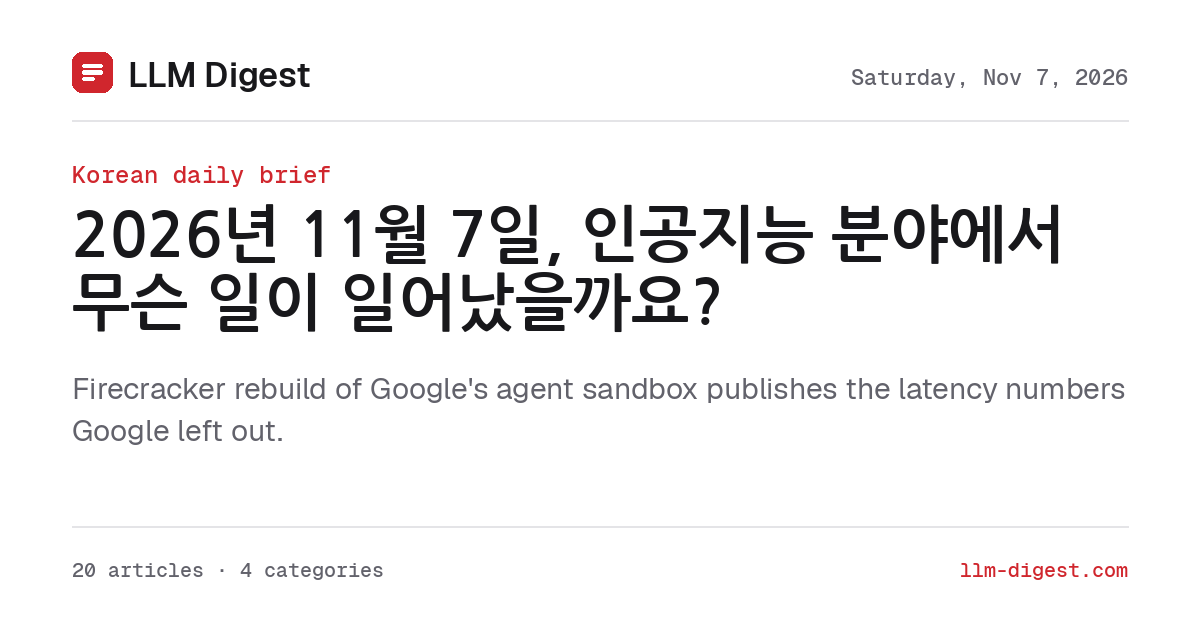 LLM Digest
Saturday, Nov 7, 2026
Korean daily brief
2026년 11월 7일, 인공지능 분야에서
무슨 일이 일어났을까요?
Firecracker rebuild of Google's agent sandbox publishes the latency numbers
Google left out.
20 articles · 4 categories
llm-digest.com